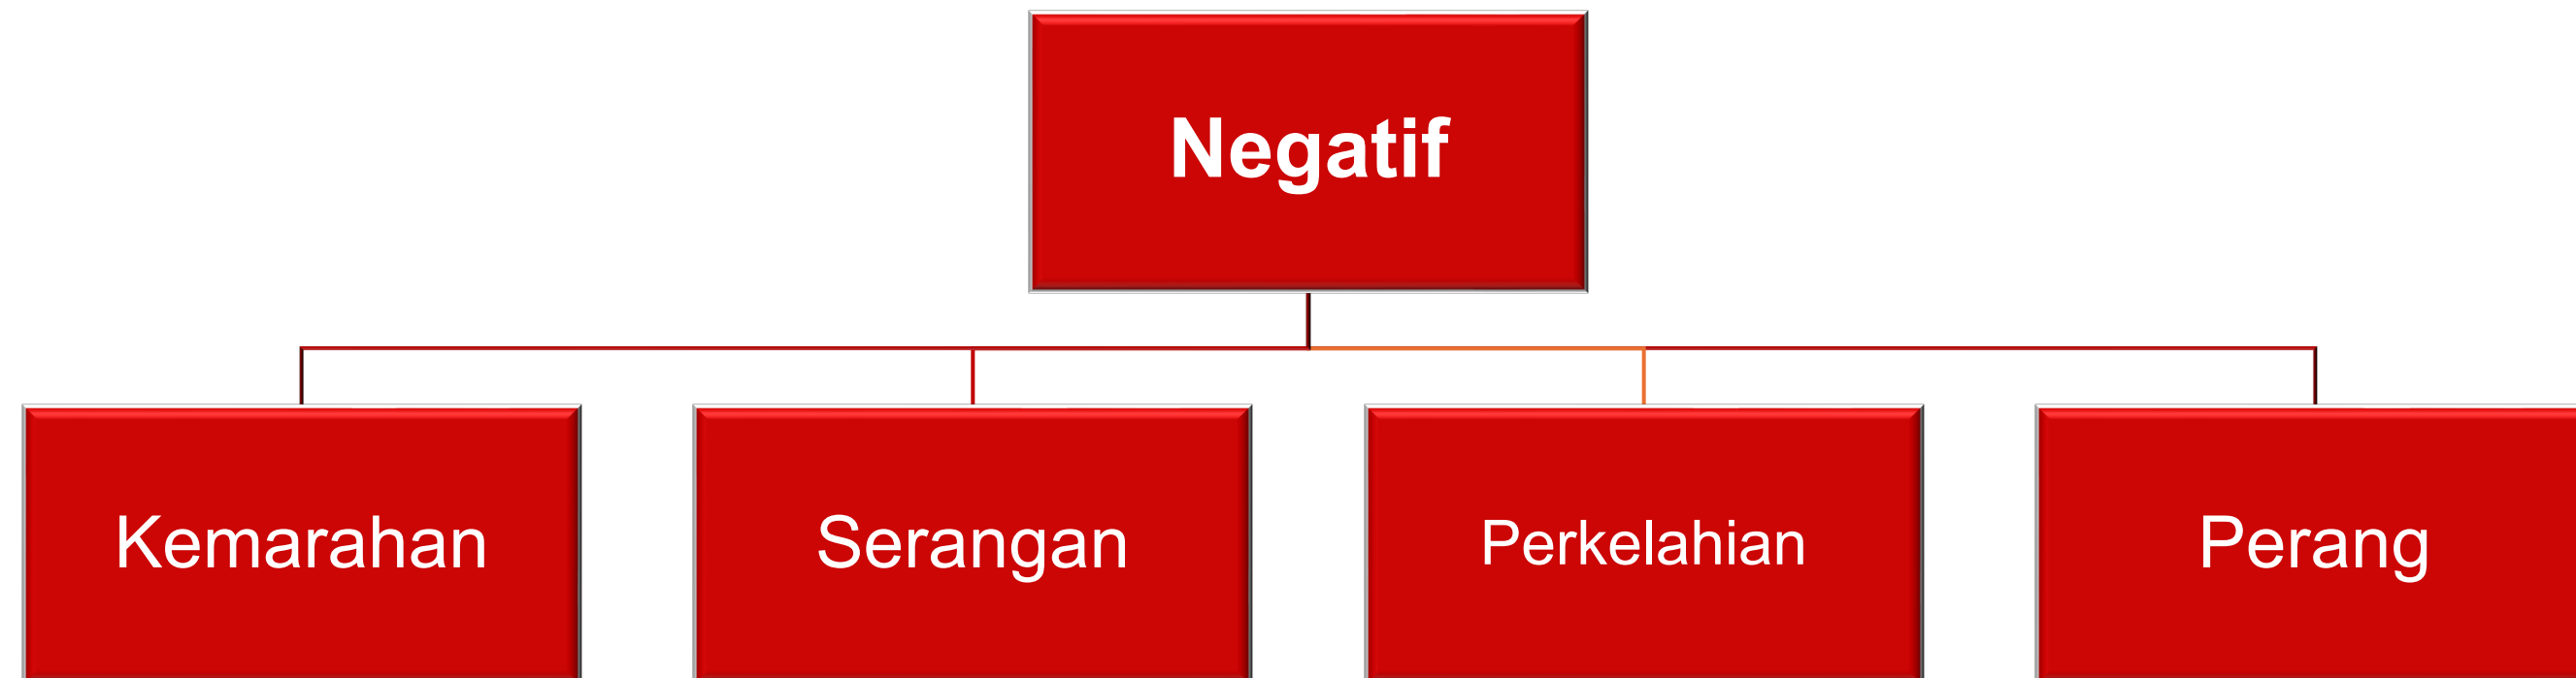 Negatif
Kemarahan
Serangan
Perkelahian
Perang